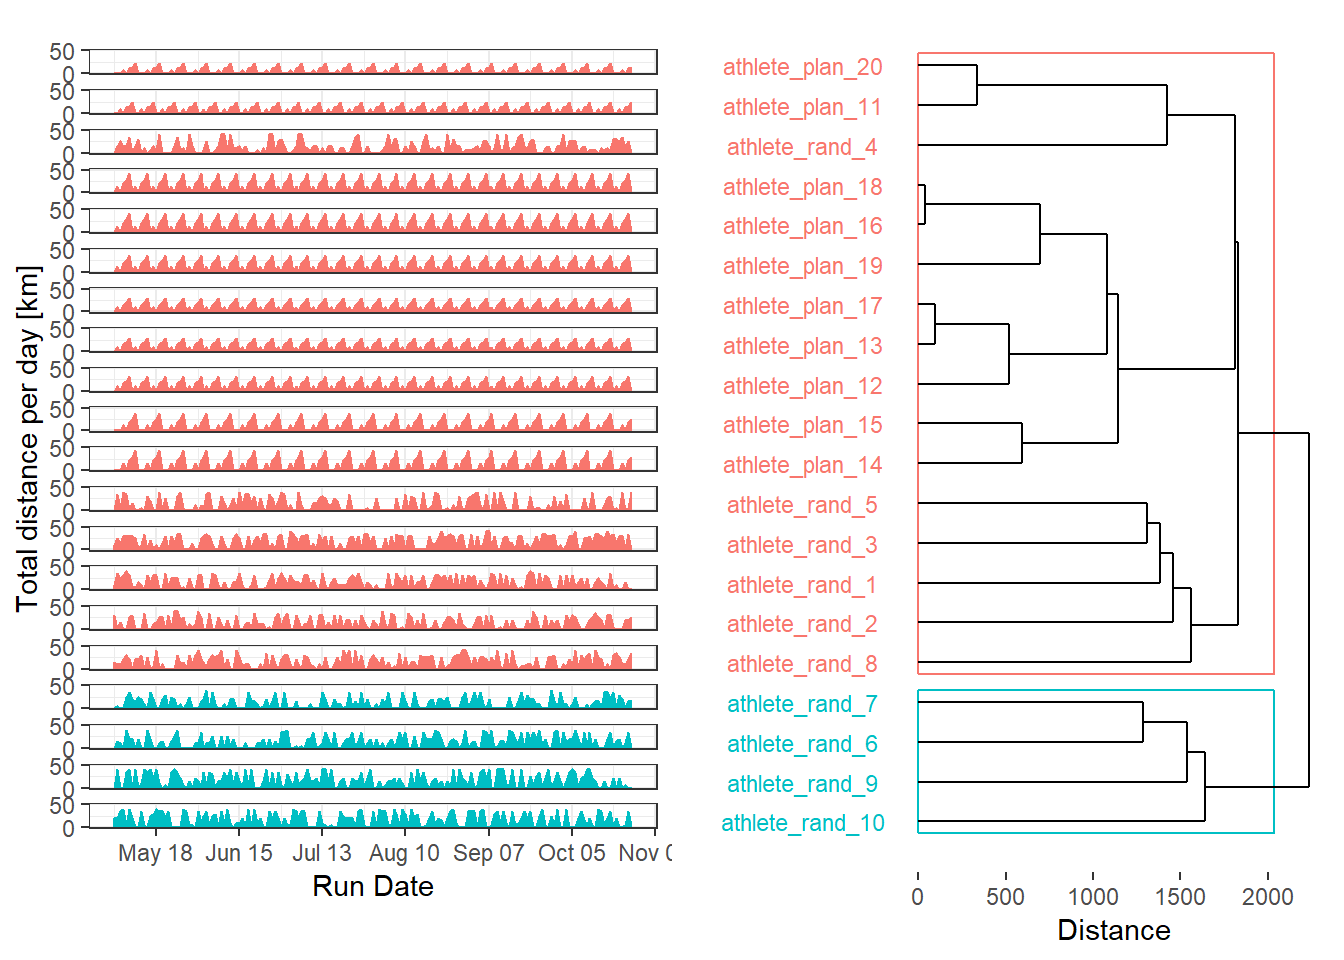 Total distance per day [km]
50
0
50
0
50
0
50
0
50
0
50
0
50
0
50
0
50
0
50
0
50
0
50
0
50
0
50
0
50
0
50
0
50
0
50
0
50
0
50
0
May 18 Jun 15 Jul 13 Aug 10 Sep 07 Oct 05 Nov
Run Date
athlete_plan_20
athlete_plan_11
athlete_rand_4
athlete_plan_18
athlete_plan_16
athlete_plan_19
athlete_plan_17
athlete_plan_13
athlete_plan_12
athlete_plan_15
athlete_plan_14
athlete_rand_5
athlete_rand_3
athlete_rand_1
athlete_rand_2
athlete_rand_8
athlete_rand_7
athlete_rand_6
athlete_rand_9
athlete_rand_10
0 500 1000 1500 2000
Distance